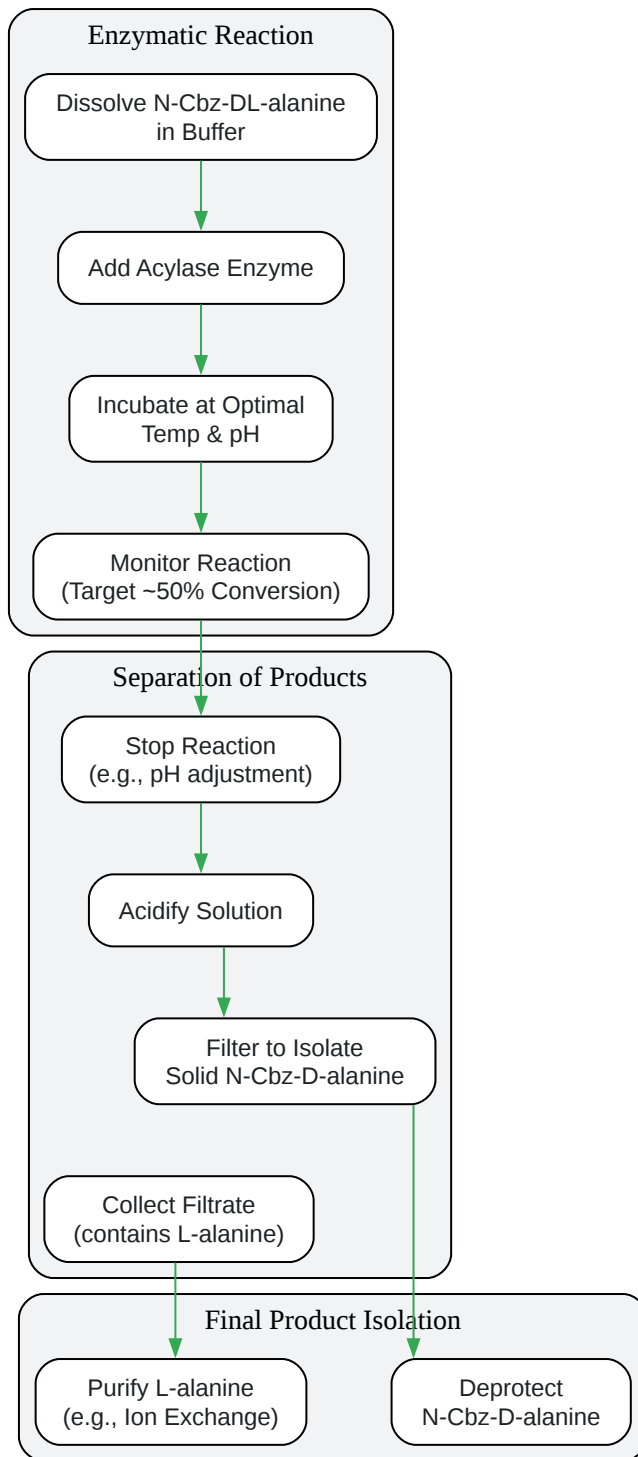 Enzymatic Reaction
Dissolve N-Cbz-DL-alanine
in Buffer
Add Acylase Enzyme
Incubate at Optimal
Temp & pH
Monitor Reaction
(Target ~50% Conversion)
Separation of Products
Stop Reaction
(e.g., pH adjustment)
Acidify Solution
Filter to Isolate
Solid N-Cbz-D-alanine
Collect Filtrate
(contains L-alanine)
Final Product Isolation
Purify L-alanine
(e.g., Ion Exchange)
Deprotect
N-Cbz-D-alanine